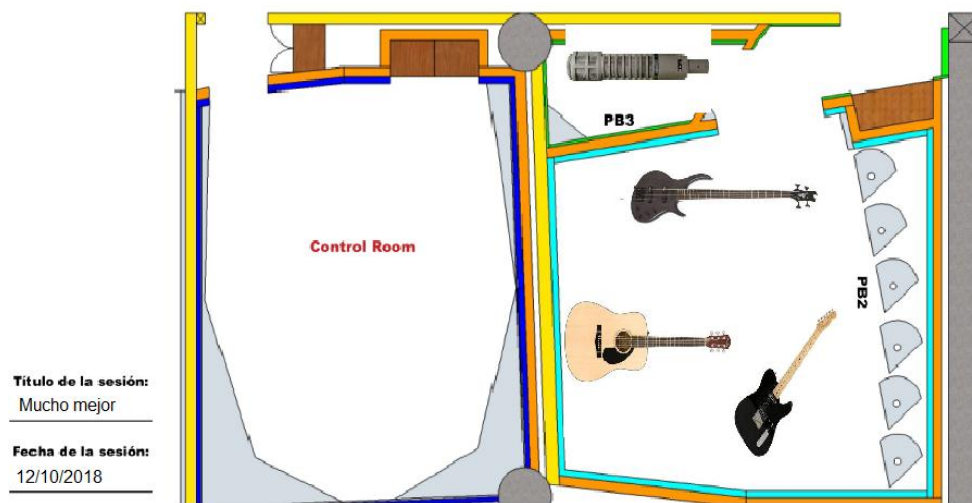 PB3
Control Room
PB2
Título de la sesión:
Mucho mejor
Fecha de la sesión:
12/10/2018